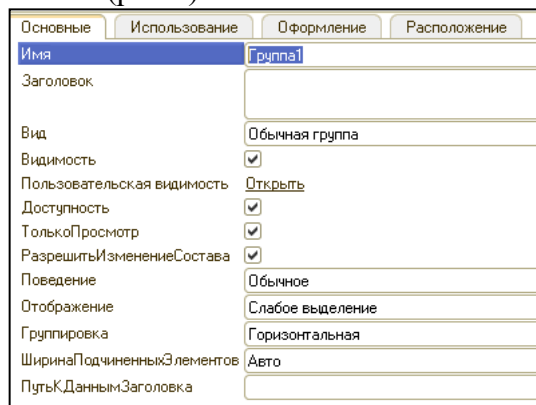 Основные Использование Оформление Расположение
Имя Группа1
Заголовок
Вид Обычная группа
Видимость
Пользовательская видимость Открыть
Доступность
ТолькоПросмотр
РазрешитьИзменениеСостава
Поведение Обычное
Отображение Слабое выделение
Группировка Горизонтальная
ШиринаПодчиненныхЭлементов Авто
ПутьКДаннымЗаголовка